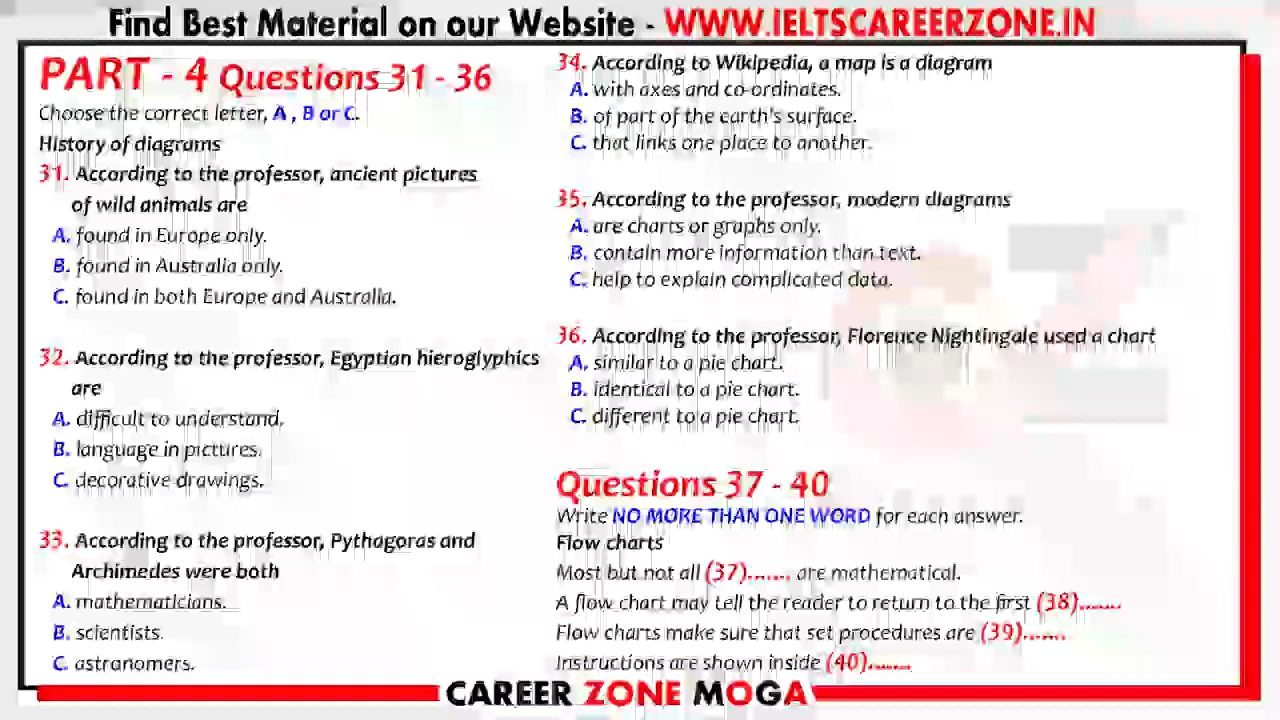 Find Best Material on our Website - WWW.IELTSCAREERZONE.IN
PART - 4 Questions 31 - 36
Choose the correct letter, A , B or C.
History of diagrams
31. According to the professor, ancient pictures
of wild animals are
A. found in Europe only.
B. found in Australia only.
C. found in both Europe and Australia.
32. According to the professor, Egyptian hieroglyphics
are
A. difficult to understand.
B. language in pictures.
C. decorative drawings.
33. According to the professor, Pythagoras and
Archimedes were both
A. mathematicians.
B. scientists.
C. astranomers.
34. According to Wikipedia, a map is a diagram
A. with axes and co-ordinates.
B. of part of the earth's surface.
C. that links one place to another.
35. According to the professor, modern diagrams
A. are charts or graphs only.
B. contain more information than text.
C. help to explain complicated data.
36. According to the professor, Florence Nightingale used a chart
A. similar to a pie chart.
B. identical to a pie chart.
C. different to a pie chart.
Questions 37 - 40
Write NO MORE THAN ONE WORD for each answer.
Flow charts
Most but not all (37)....... are mathematical.
A flow chart may tell the reader to return to the first (38).......
Flow charts make sure that set procedures are (39).......
Instructions are shown inside (40).......
CAREER ZONE MOGA